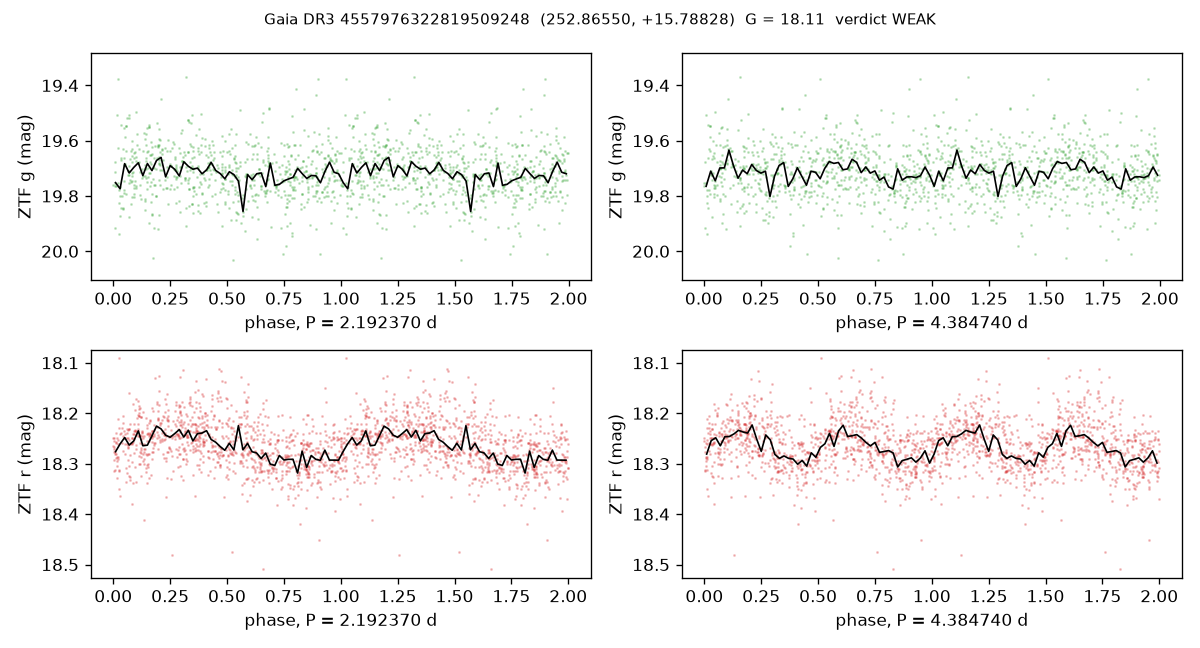 Gaia DR3 4557976322819509248 (252.86550, +15.78828) G = 18.11 verdict WEAK
ZTF g (mag)
19.4
19.6
19.8
20.0
0.00 0.25 0.50 0.75 1.00 1.25 1.50 1.75 2.00
phase, P = 2.192370 d
ZTF g (mag)
19.4
19.6
19.8
20.0
0.00 0.25 0.50 0.75 1.00 1.25 1.50 1.75 2.00
phase, P = 4.384740 d
ZTF r (mag)
18.1
18.2
18.3
18.4
18.5
0.00 0.25 0.50 0.75 1.00 1.25 1.50 1.75 2.00
phase, P = 2.192370 d
ZTF r (mag)
18.1
18.2
18.3
18.4
18.5
0.00 0.25 0.50 0.75 1.00 1.25 1.50 1.75 2.00
phase, P = 4.384740 d